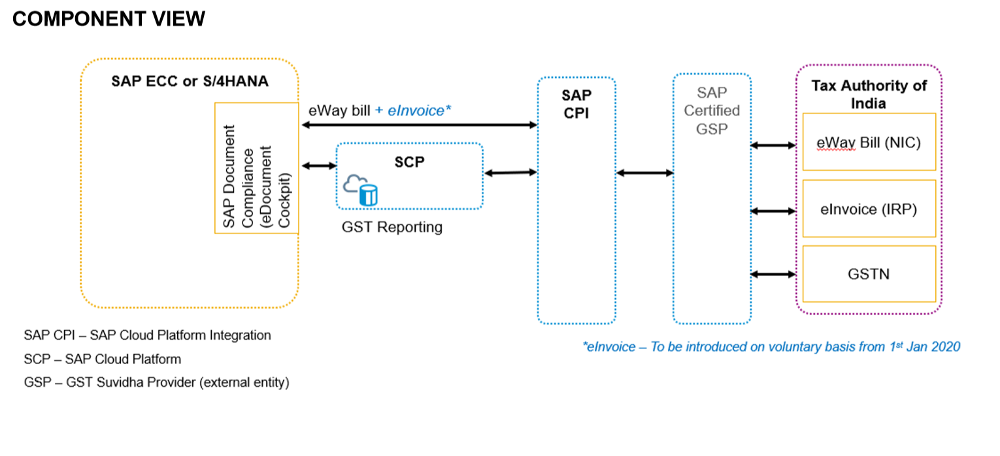 COMPONENT VIEW
SAP ECC or S/4HANA
SAP Document
Compliance
(eDocument
Cockpit)
eWay bill + eInvoice*
SCP
GST Reporting
SAP
CPI
SAP
Certified
GSP
Tax Authority of
India
eWay Bill (NIC)
eInvoice (IRP)
GSTN
SAP CPI – SAP Cloud Platform Integration
SCP – SAP Cloud Platform
GSP – GST Suvidha Provider (external entity)
*eInvoice – To be introduced on voluntary basis from 1st Jan 2020